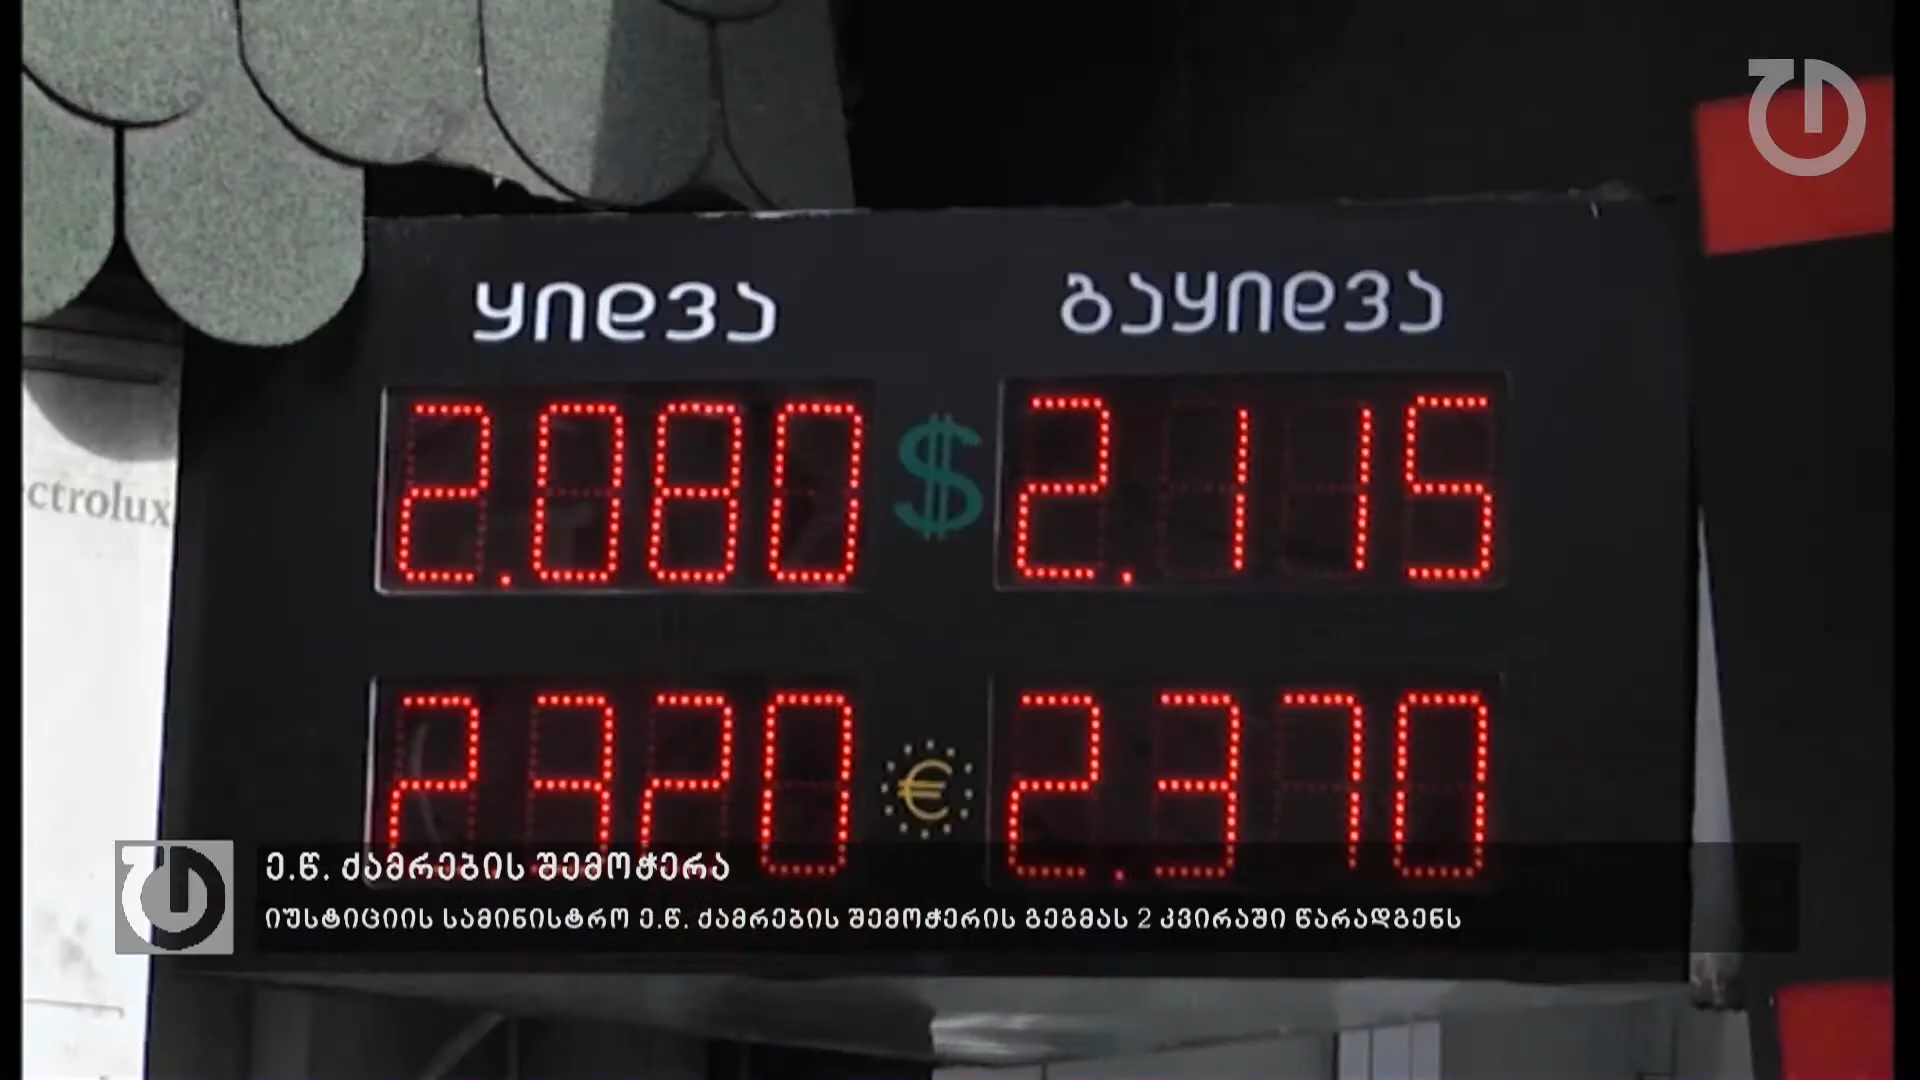 ყიდვა გაყიდვა
2.080 $ 2.115
2.320 € 2.370
ctrolux
ე.წ. ქამრების შემოჭერა
იუსტიციის სამინისტრო ე.წ. ქამრების შემოჭერის გეგმას 2 კვირაში წარადგენს